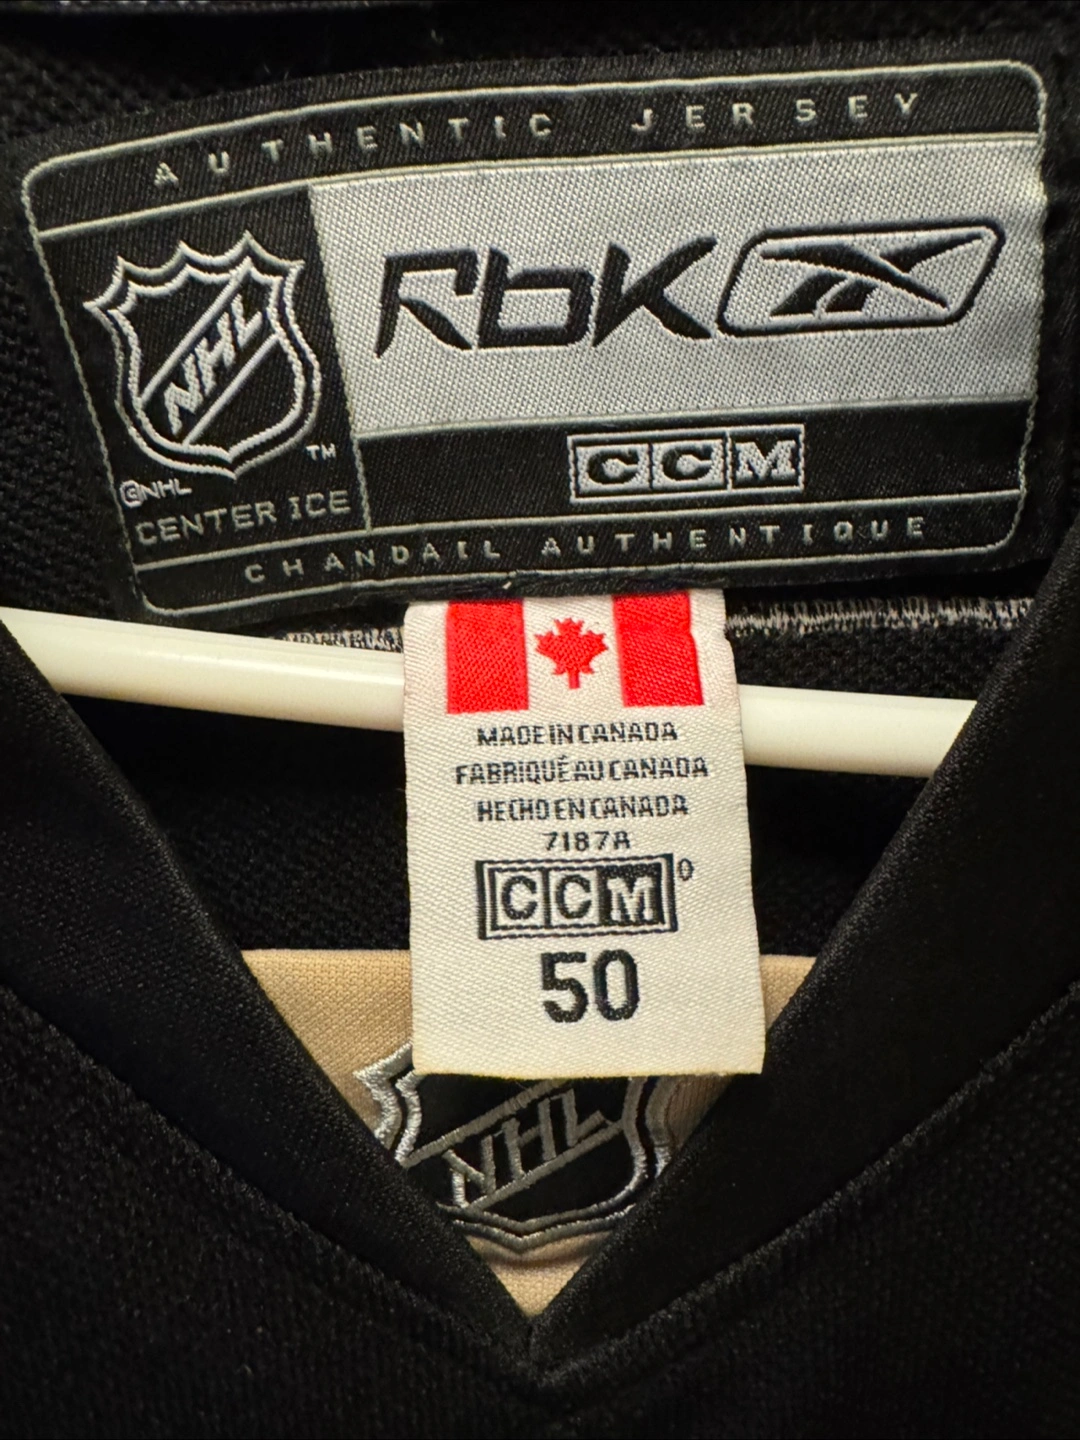 AUTHENTIC JERSEY
NHL
TM
©NHL
CENTER ICE
RbK
CCM
CHANDAIL AUTHENTIQUE
MADE IN CANADA
FABRIQUÉ AU CANADA
HECHO EN CANADA
7187A
CCM
50
NHL